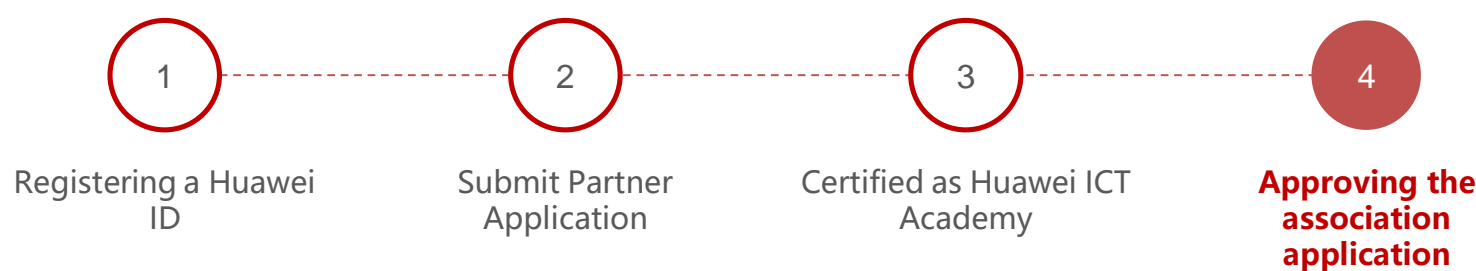 1
2
3
4
Registering a Huawei
ID
Submit Partner
Application
Certified as Huawei ICT
Academy
Approving the
association
application